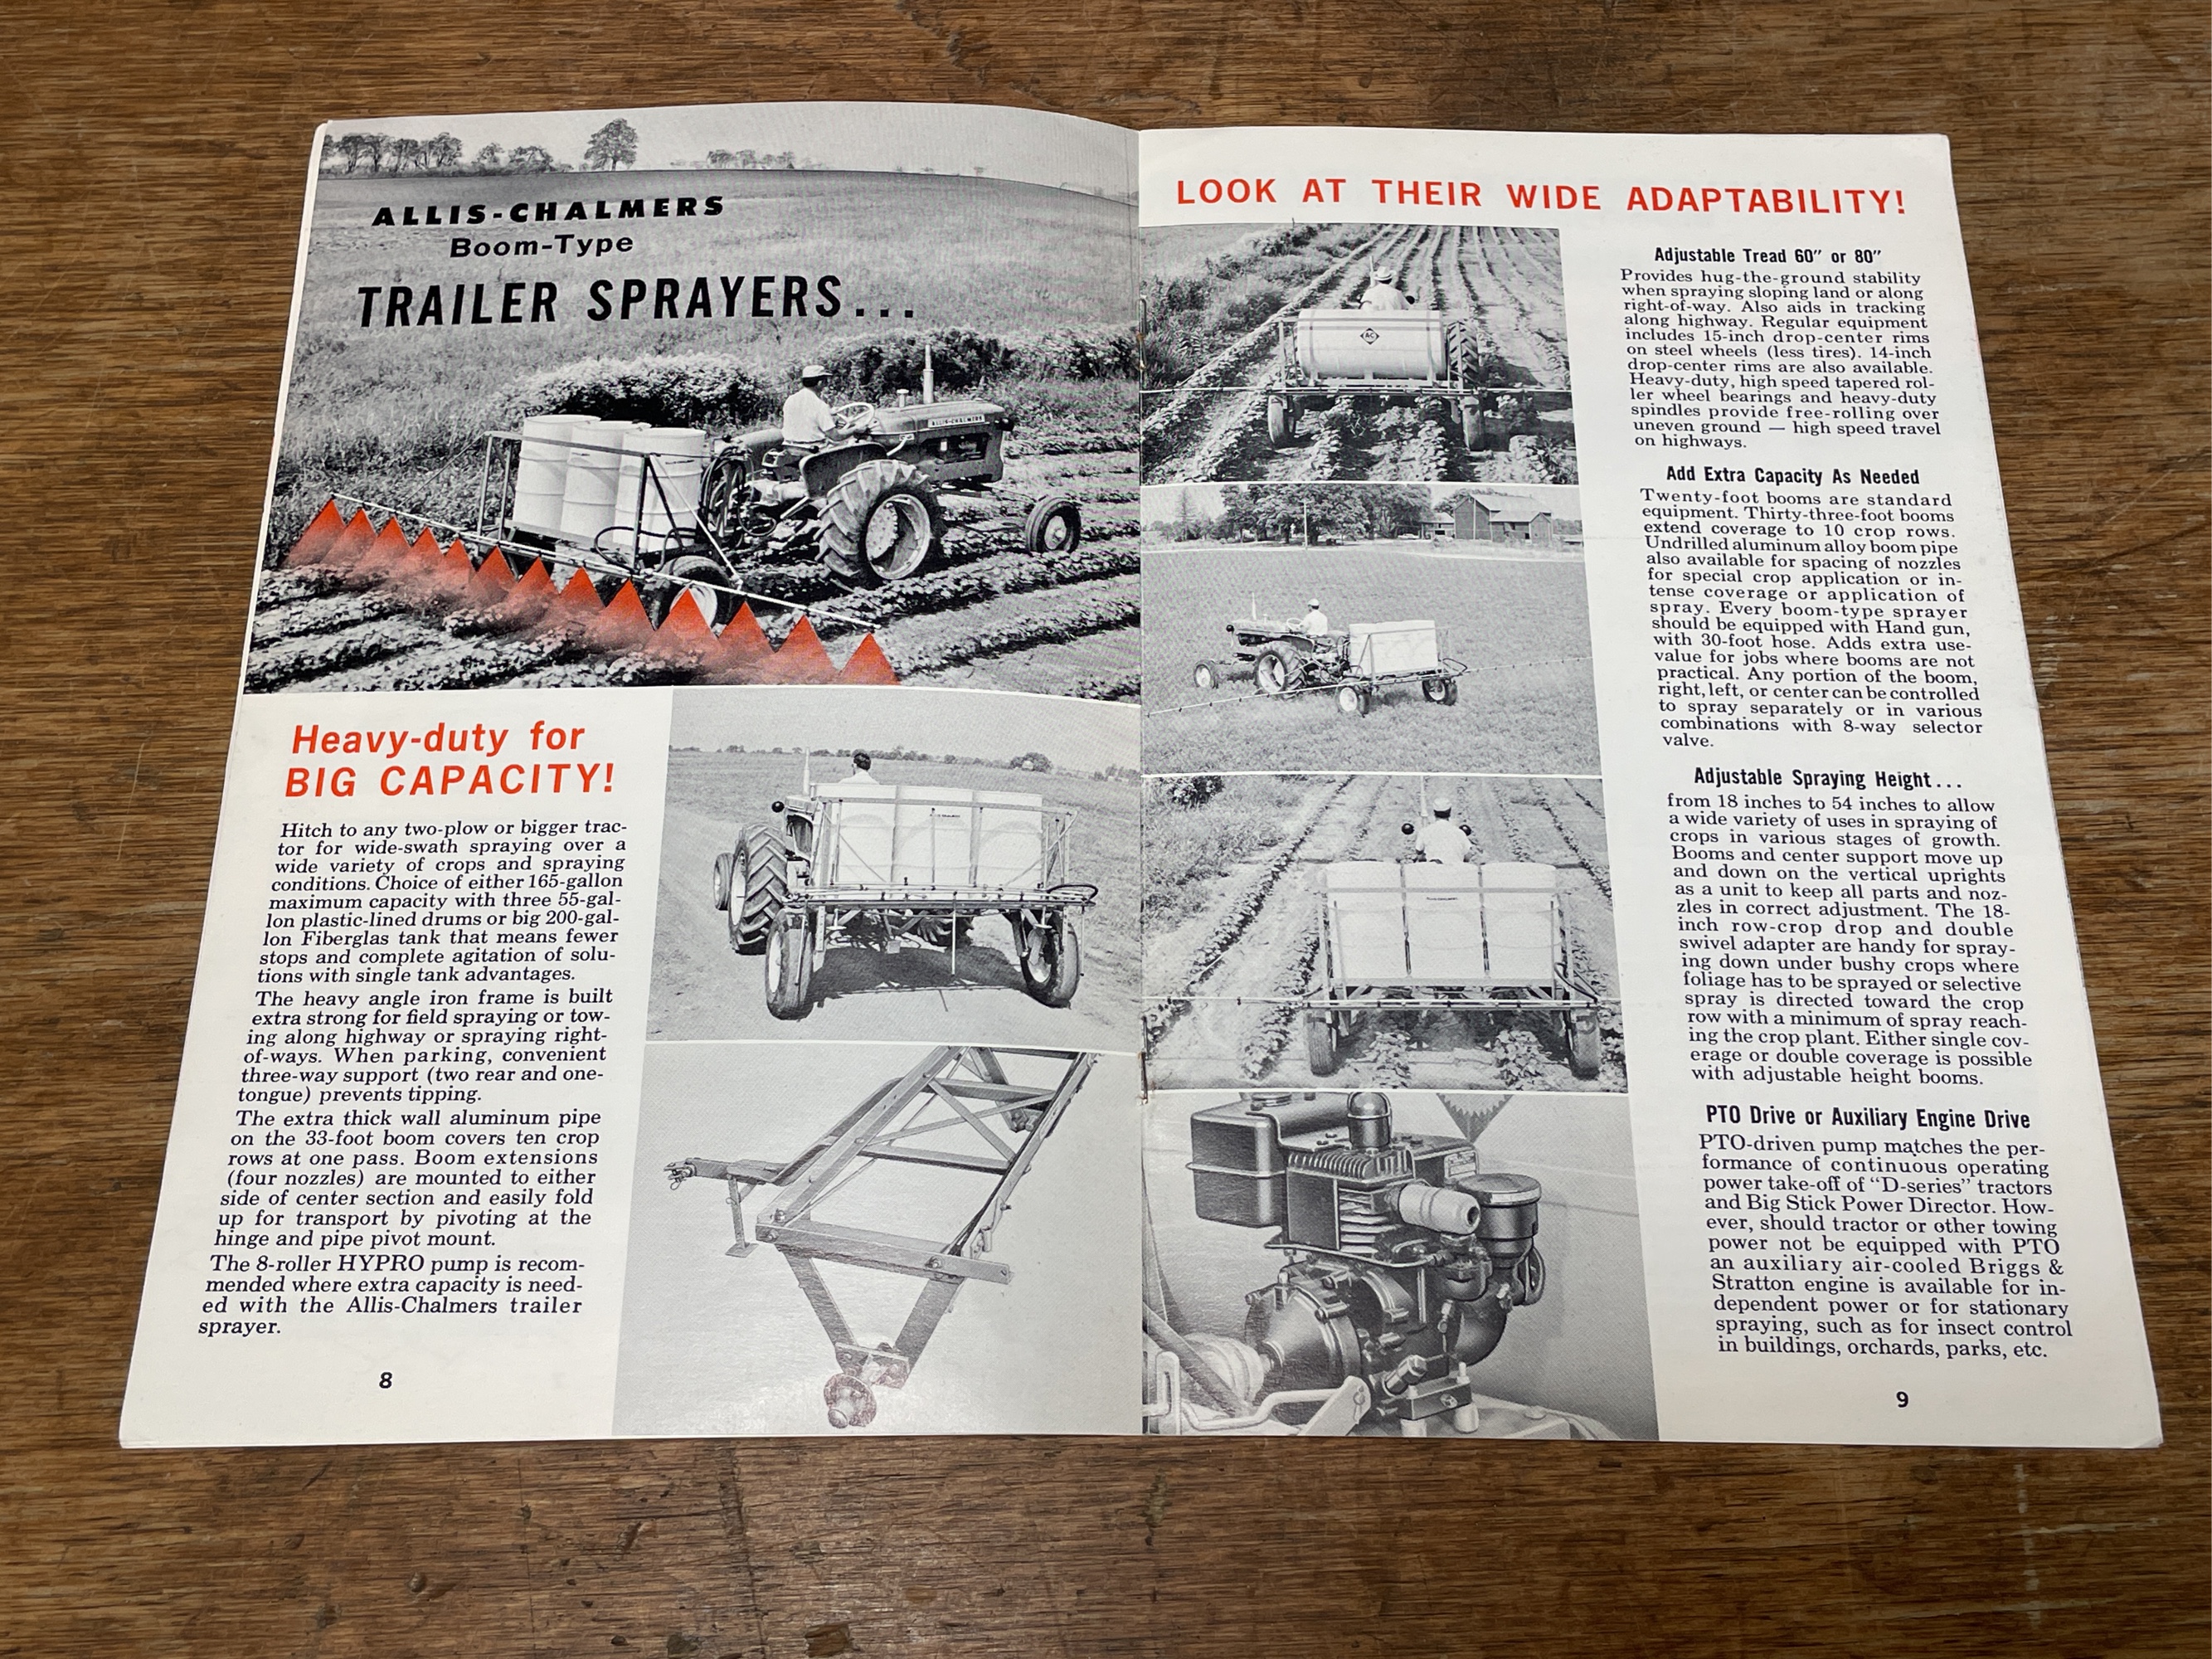 ALLIS-CHALMERS
Boom-Type
TRAILER SPRAYERS...
ALLIS-CHALMERS
Heavy-duty for
BIG CAPACITY!
Hitch to any two-plow or bigger trac-
tor for wide-swath spraying over a
wide variety of crops and spraying
conditions. Choice of either 165-gallon
maximum capacity with three 55-gal-
lon plastic-lined drums or big 200-gal-
lon Fiberglas tank that means fewer
stops and complete agitation of solu-
tions with single tank advantages.
The heavy angle iron frame is built
extra strong for field spraying or tow-
ing along highway or spraying right-
of-ways. When parking, convenient
three-way support (two rear and one-
tongue) prevents tipping.
The extra thick wall aluminum pipe
on the 33-foot boom covers ten crop
rows at one pass. Boom extensions
(four nozzles) are mounted to either
side of center section and easily fold
up for transport by pivoting at the
hinge and pipe pivot mount.
The 8-roller HYPRO pump is recom-
mended where extra capacity is need-
ed with the Allis-Chalmers trailer
sprayer.
8
LOOK AT THEIR WIDE ADAPTABILITY!
AC
Adjustable Tread 60″ or 80″
Provides hug-the-ground stability
when spraying sloping land or along
right-of-way. Also aids in tracking
along highway. Regular equipment
includes 15-inch drop-center rims
on steel wheels (less tires). 14-inch
drop-center rims are also available.
Heavy-duty, high speed tapered rol-
ler wheel bearings and heavy-duty
spindles provide free-rolling over
uneven ground — high speed travel
on highways.
Add Extra Capacity As Needed
Twenty-foot booms are standard
equipment. Thirty-three-foot booms
extend coverage to 10 crop rows.
Undrilled aluminum alloy boom pipe
also available for spacing of nozzles
for special crop application or in-
tense coverage or application of
spray. Every boom-type sprayer
should be equipped with Hand gun,
with 30-foot hose. Adds extra use-
value for jobs where booms are not
practical. Any portion of the boom,
right, left, or center can be controlled
to spray separately or in various
combinations with 8-way selector
valve.
Adjustable Spraying Height...
from 18 inches to 54 inches to allow
a wide variety of uses in spraying of
crops in various stages of growth.
Booms and center support move up
and down on the vertical uprights
as a unit to keep all parts and noz-
zles in correct adjustment. The 18-
inch row-crop drop and double
swivel adapter are handy for spray-
ing down under bushy crops where
foliage has to be sprayed or selective
spray is directed toward the crop
row with a minimum of spray reach-
ing the crop plant. Either single cov-
erage or double coverage is possible
with adjustable height booms.
PTO Drive or Auxiliary Engine Drive
PTO-driven pump matches the per-
formance of continuous operating
power take-off of “D-series” tractors
and Big Stick Power Director. How-
ever, should tractor or other towing
power not be equipped with PTO
an auxiliary air-cooled Briggs &
Stratton engine is available for in-
dependent power or for stationary
spraying, such as for insect control
in buildings, orchards, parks, etc.
9